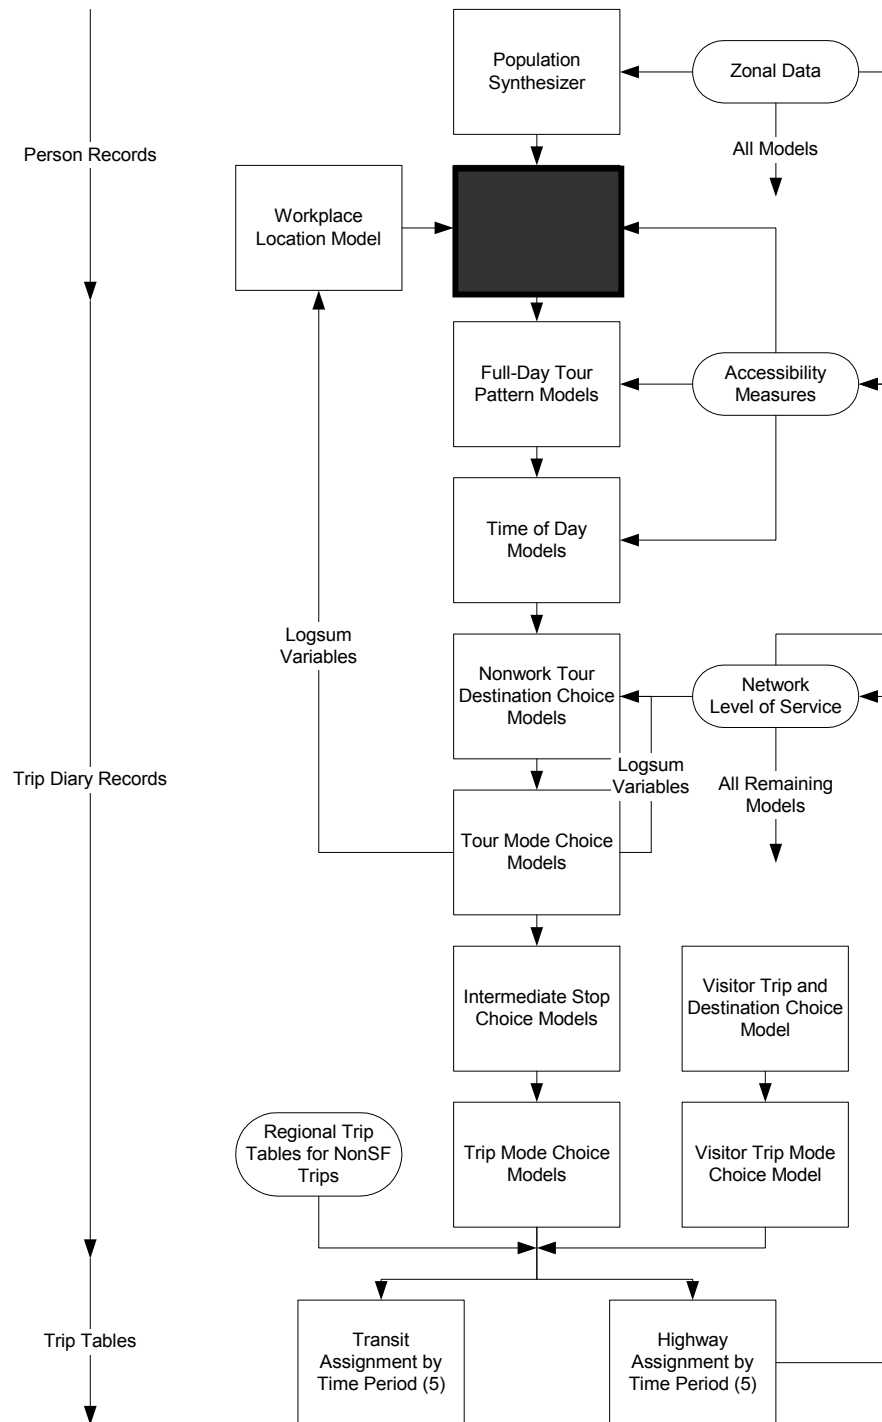 Population
Synthesizer
Zonal Data
All Models
Person Records
Workplace
Location Model
Full-Day Tour
Pattern Models
Accessibility
Measures
Time of Day
Models
Logsum
Variables
Nonwork Tour
Destination Choice
Models
Network
Level of Service
Logsum
Variables
All Remaining
Models
Trip Diary Records
Tour Mode Choice
Models
Intermediate Stop
Choice Models
Visitor Trip and
Destination Choice
Model
Regional Trip
Tables for NonSF
Trips
Trip Mode Choice
Models
Visitor Trip Mode
Choice Model
Trip Tables
Transit
Assignment by
Time Period (5)
Highway
Assignment by
Time Period (5)